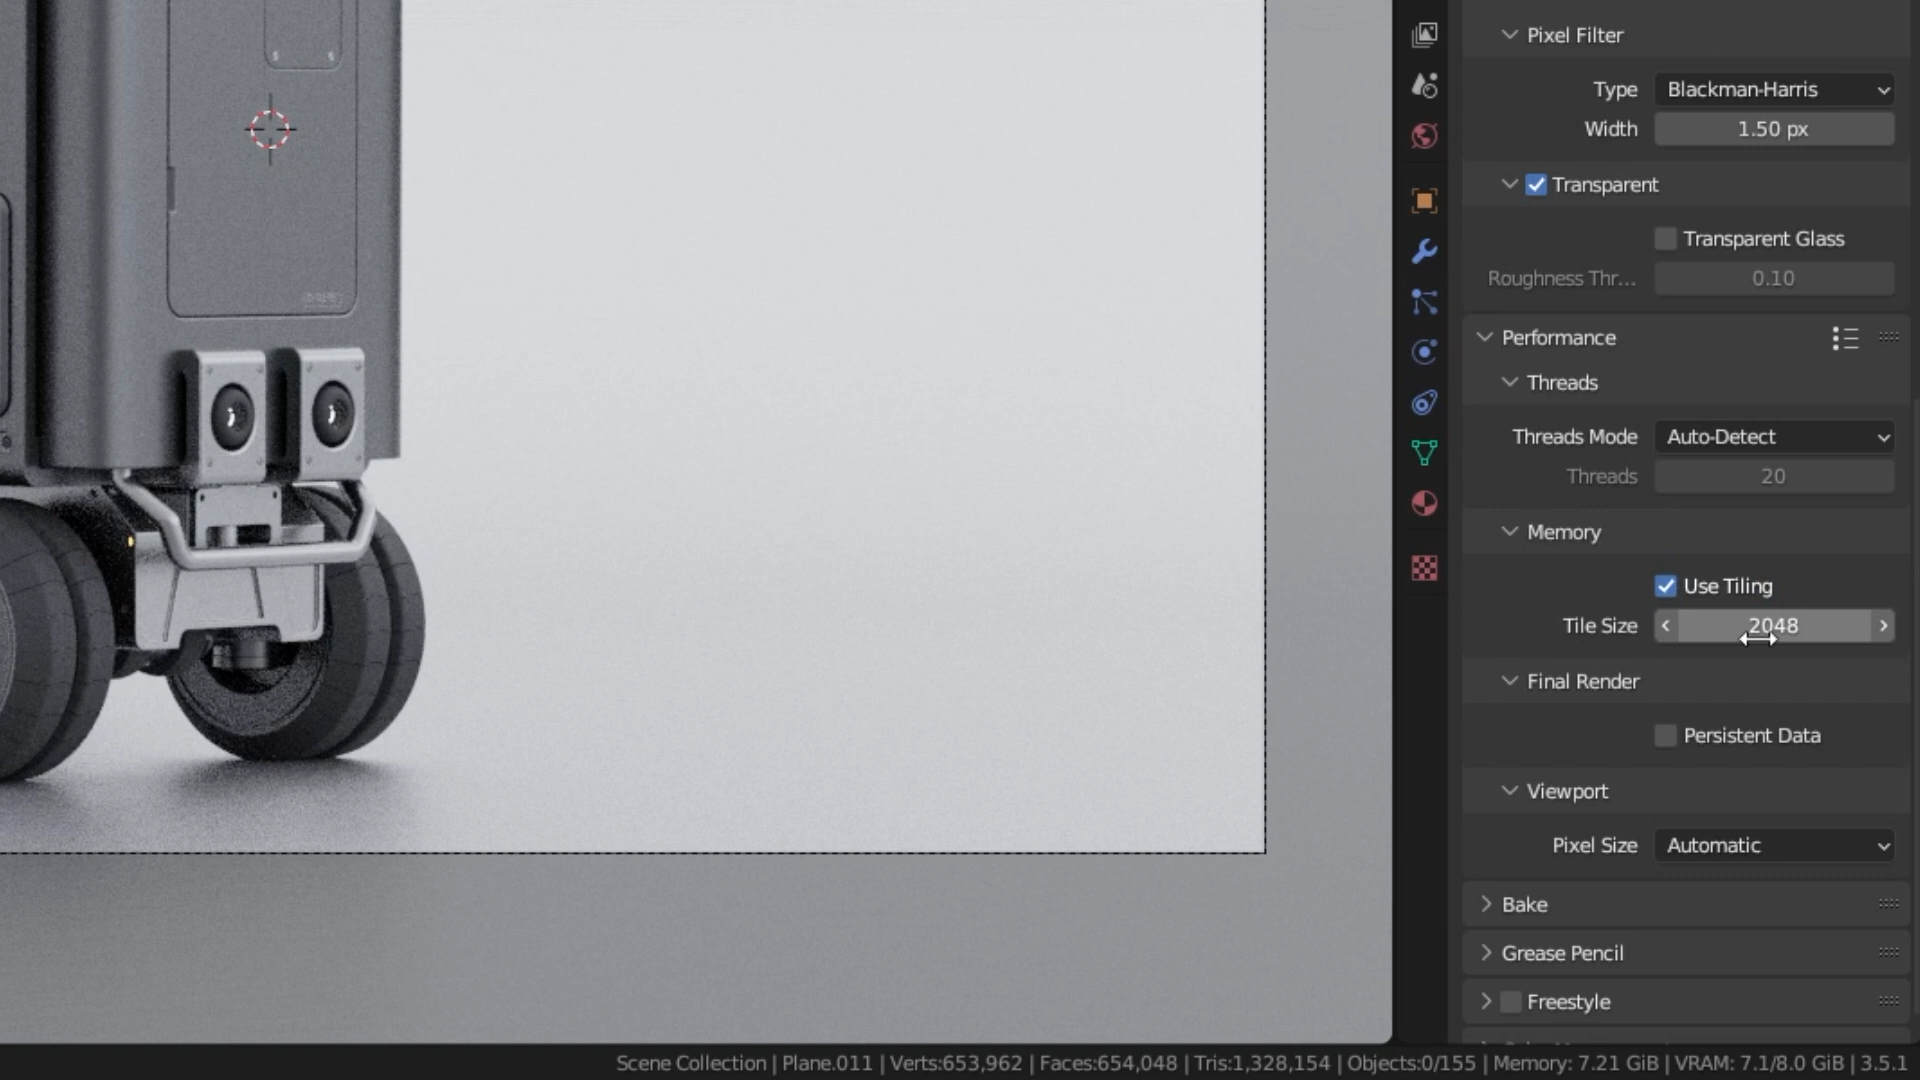 Pixel Filter
Type Blackman-Harris
Width 1.50 px
Transparent
Transparent Glass
Roughness Thr... 0.10
Performance
Threads
Threads Mode Auto-Detect
Threads 20
Memory
Use Tiling
Tile Size 2048
Final Render
Persistent Data
Viewport
Pixel Size Automatic
Bake
Grease Pencil
Freestyle
Scene Collection | Plane.011 | Verts:653,962 | Faces:654,048 | Tris:1,328,154 | Objects:0/155 | Memory: 7.21 GiB | VRAM: 7.1/8.0 GiB | 3.5.1